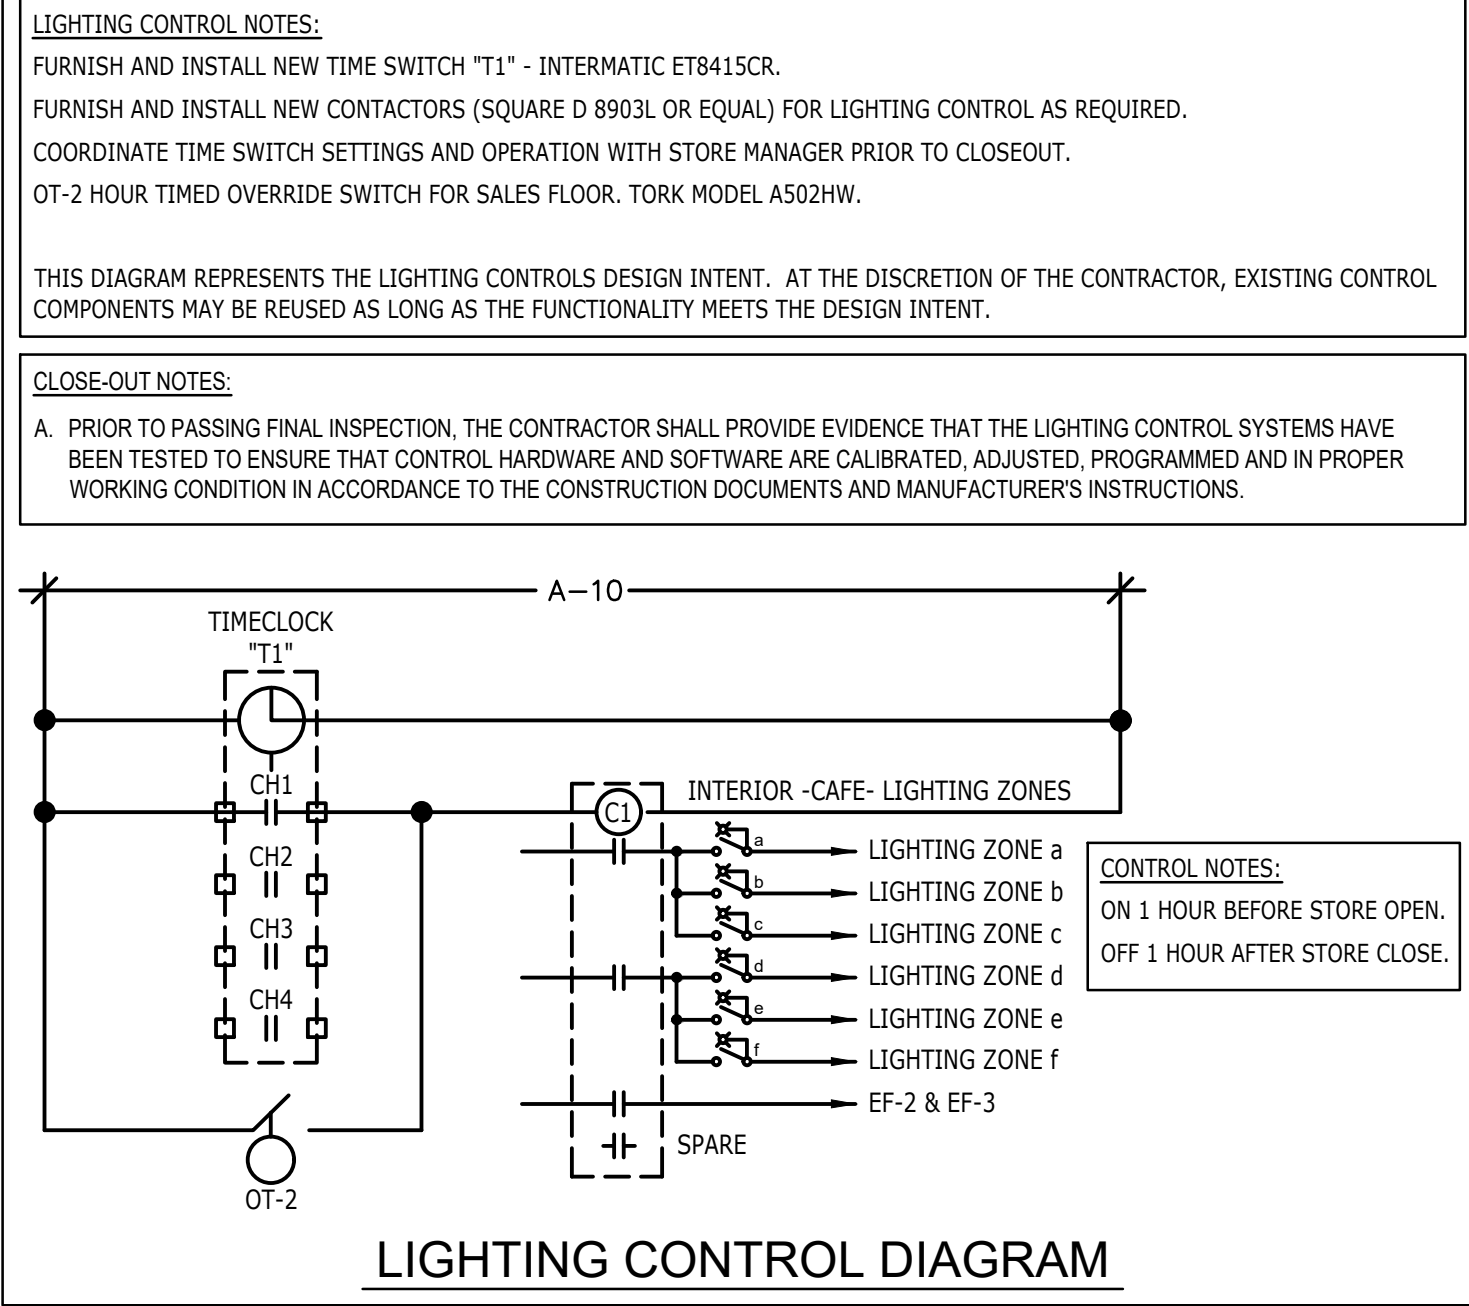 LIGHTING CONTROL NOTES:
FURNISH AND INSTALL NEW TIME SWITCH "T1" - INTERMATIC ET8415CR.
FURNISH AND INSTALL NEW CONTACTORS (SQUARE D 8903L OR EQUAL) FOR LIGHTING CONTROL AS REQUIRED.
COORDINATE TIME SWITCH SETTINGS AND OPERATION WITH STORE MANAGER PRIOR TO CLOSEOUT.
OT-2 HOUR TIMED OVERRIDE SWITCH FOR SALES FLOOR. TORK MODEL A502HW.
THIS DIAGRAM REPRESENTS THE LIGHTING CONTROLS DESIGN INTENT. AT THE DISCRETION OF THE CONTRACTOR, EXISTING CONTROL
COMPONENTS MAY BE REUSED AS LONG AS THE FUNCTIONALITY MEETS THE DESIGN INTENT.
CLOSE-OUT NOTES:
A. PRIOR TO PASSING FINAL INSPECTION, THE CONTRACTOR SHALL PROVIDE EVIDENCE THAT THE LIGHTING CONTROL SYSTEMS HAVE
BEEN TESTED TO ENSURE THAT CONTROL HARDWARE AND SOFTWARE ARE CALIBRATED, ADJUSTED, PROGRAMMED AND IN PROPER
WORKING CONDITION IN ACCORDANCE TO THE CONSTRUCTION DOCUMENTS AND MANUFACTURER'S INSTRUCTIONS.
A-10
TIMECLOCK
"T1"
CH1
CH2
CH3
CH4
OT-2
C1
INTERIOR -CAFE- LIGHTING ZONES
a LIGHTING ZONE a
b LIGHTING ZONE b
c LIGHTING ZONE c
d LIGHTING ZONE d
e LIGHTING ZONE e
f LIGHTING ZONE f
EF-2 & EF-3
SPARE
CONTROL NOTES:
ON 1 HOUR BEFORE STORE OPEN.
OFF 1 HOUR AFTER STORE CLOSE.
LIGHTING CONTROL DIAGRAM